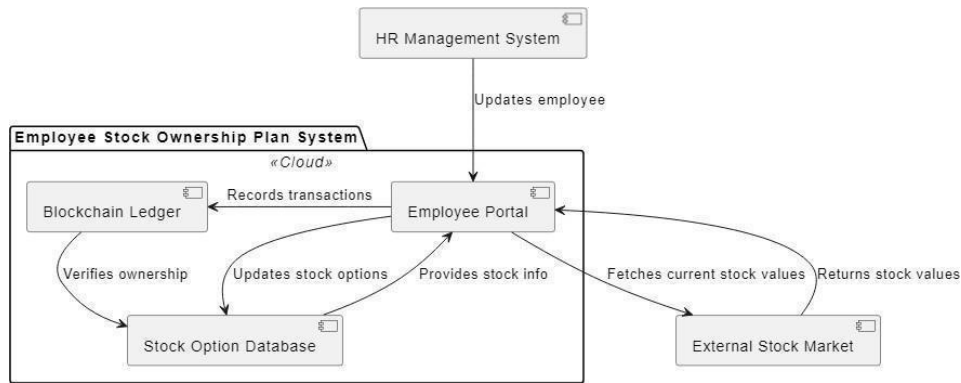 HR Management System
Updates employee
Employee Stock Ownership Plan System
«Cloud»
Blockchain Ledger
Records transactions
Employee Portal
Verifies ownership
Updates stock options
Provides stock info
Fetches current stock values
Returns stock values
Stock Option Database
External Stock Market